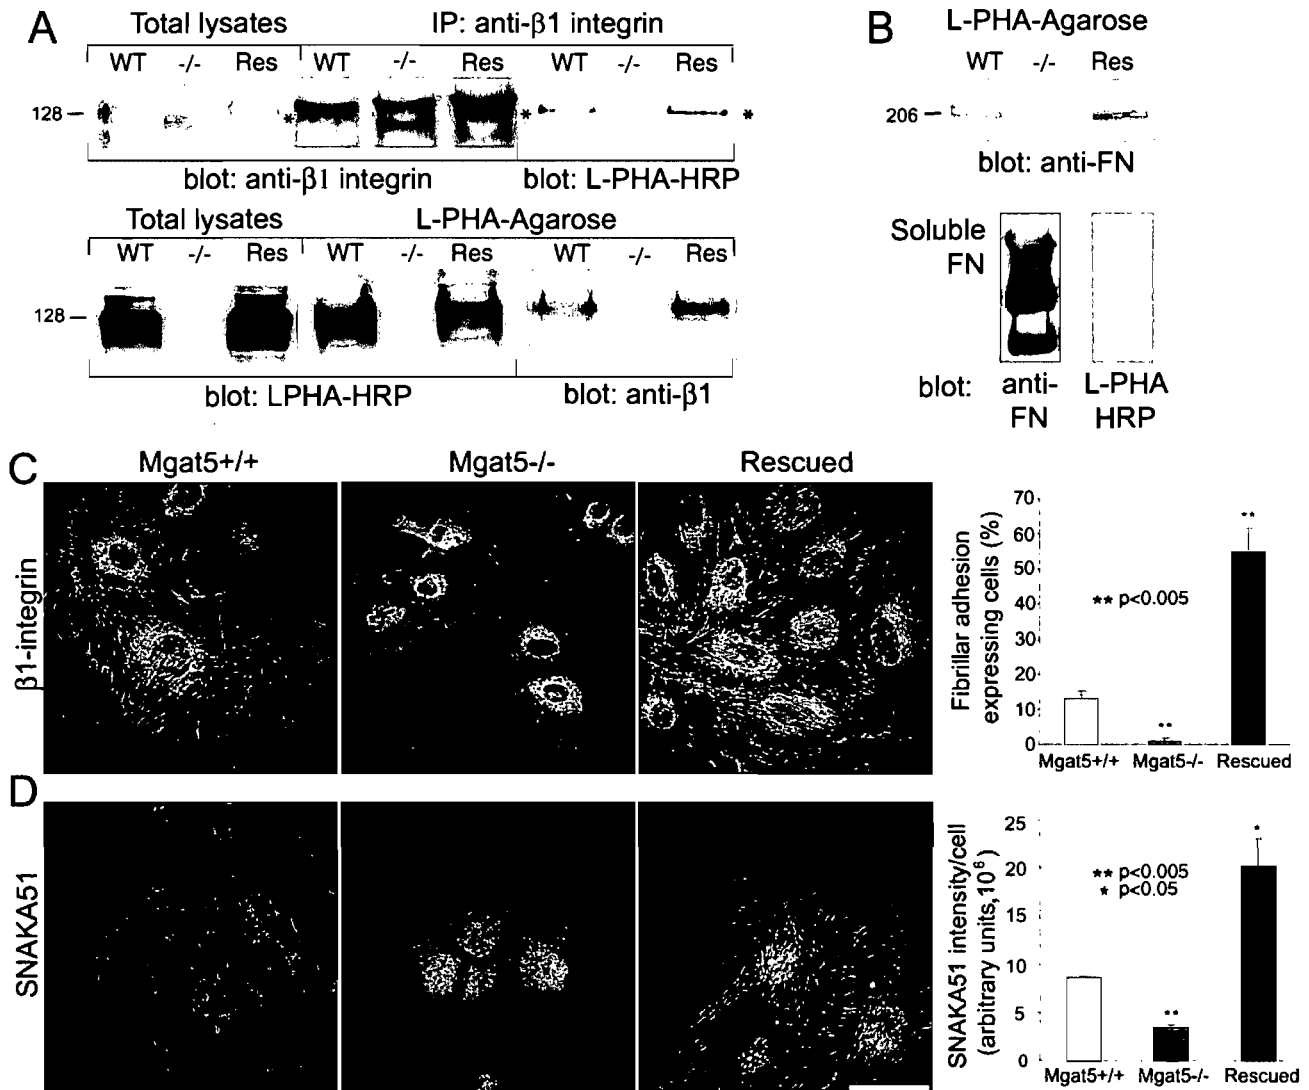 A
Total lysates IP: anti-β1 integrin
WT -/- Res WT -/- Res WT -/- Res
128
* * *
blot: anti-β1 integrin blot: L-PHA-HRP
Total lysates L-PHA-Agarose
WT -/- Res WT -/- Res WT -/- Res
128
blot: LPHA-HRP blot: anti-β1
B
L-PHA-Agarose
WT -/- Res
206
blot: anti-FN
Soluble
FN
blot: anti- L-PHA
FN HRP
C
Mgat5+/+ Mgat5-/- Rescued
β1-integrin
Fibrillar adhesion
expressing cells (%)
70
60
50
40
30
20
10
0
** p<0.005
**
**
Mgat5+/+ Mgat5-/- Rescued
D
SNAKA51
SNAKA51 intensity/cell
(arbitrary units,10⁶)
25
20
15
10
5
0
** p<0.005
* p<0.05
*
**
Mgat5+/+ Mgat5-/- Rescued